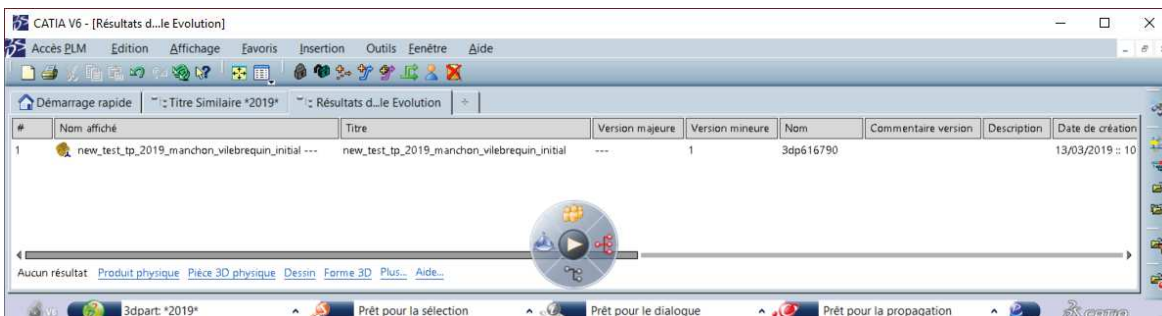 CATIA V6 - [Résultats d...le Evolution]
Accès PLM Edition Affichage Favoris Insertion Outils Fenêtre Aide
Démarrage rapide Titre Similaire *2019* Résultats d...le Evolution
# Nom affiché Titre Version majeure Version mineure Nom Commentaire version Description Date de création
1 new_test_tp_2019_manchon_vilebrequin_initial --- new_test_tp_2019_manchon_vilebrequin_initial --- 1 3dp616790 13/03/2019 :: 10
Aucun résultat Produit physique Pièce 3D physique Dessin Forme 3D Plus... Aide...
V6 3dpart: *2019* Prêt pour la sélection Prêt pour le dialogue Prêt pour la propagation CATIA